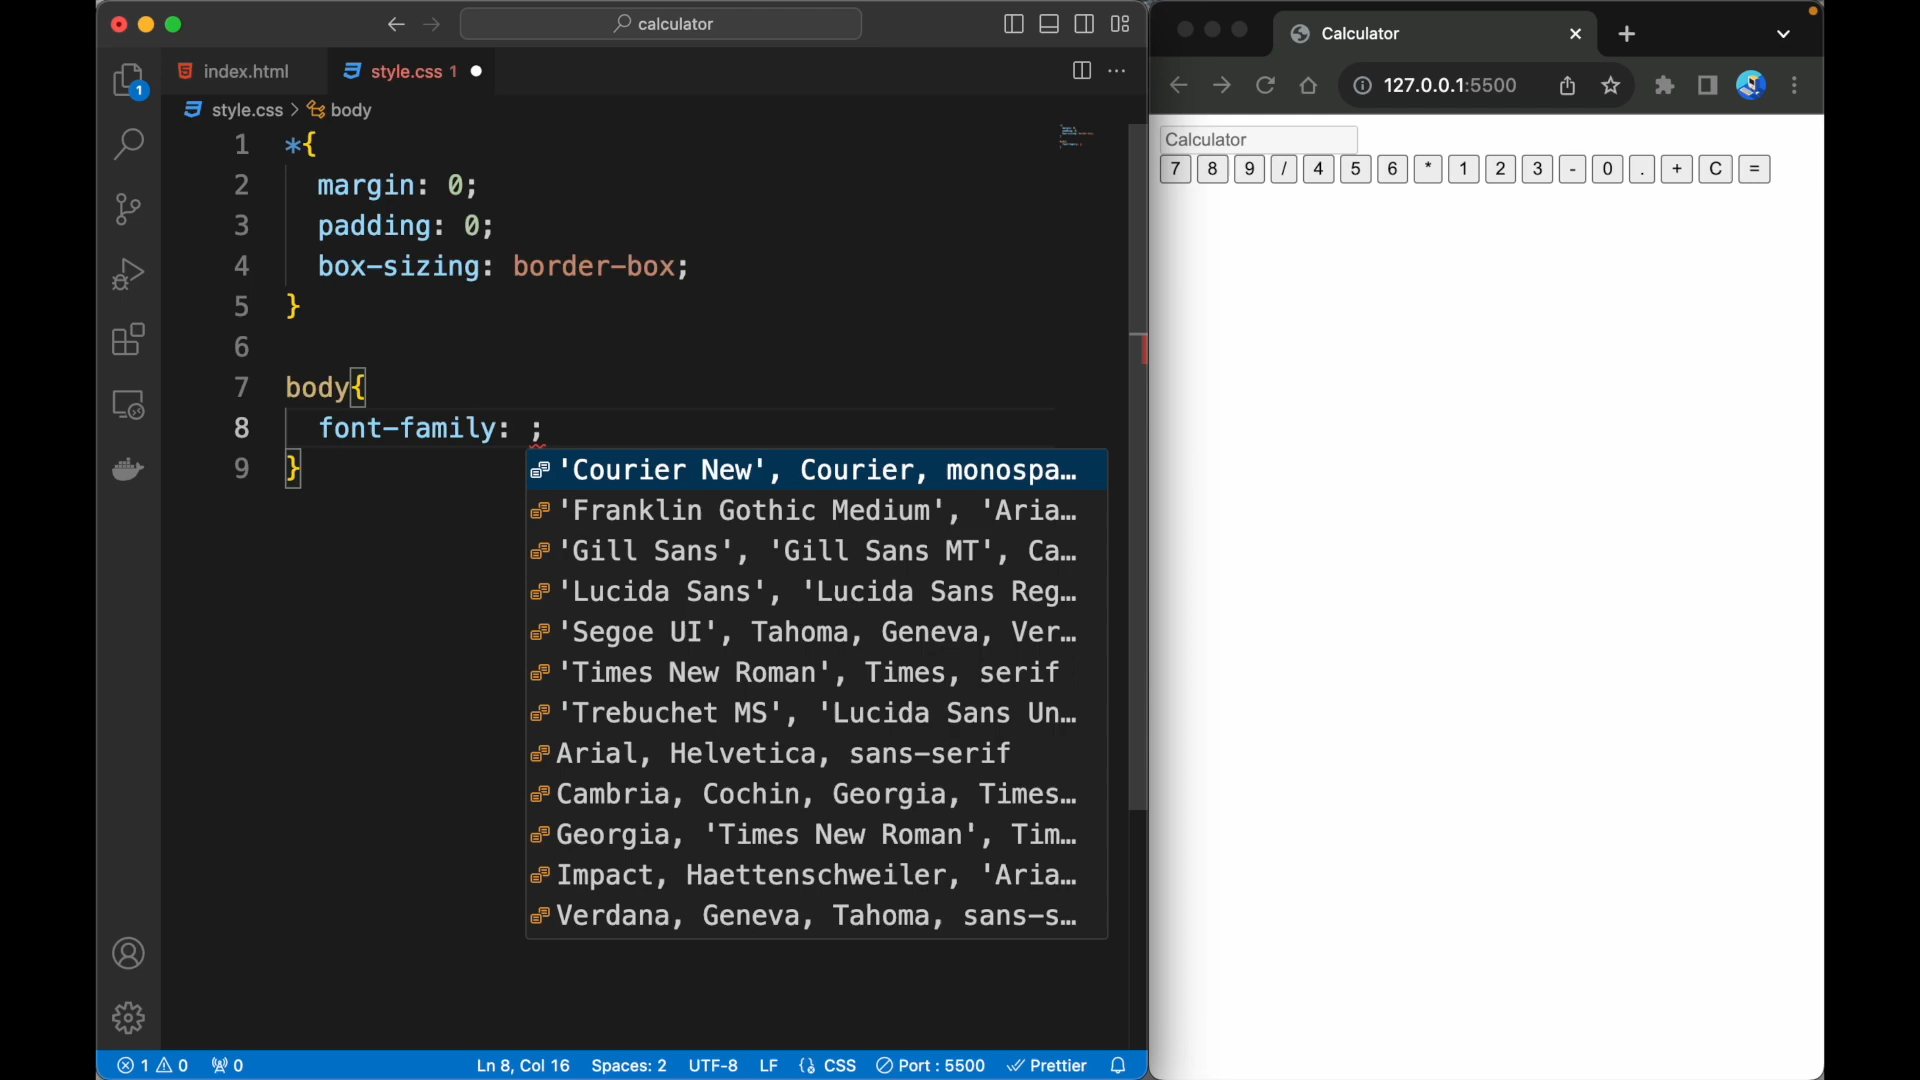 calculator
index.html
style.css 1
style.css > body
1 *{
2 margin: 0;
3 padding: 0;
4 box-sizing: border-box;
5 }
6
7 body{
8 font-family: ;
9 }
'Courier New', Courier, monospa…
'Franklin Gothic Medium', 'Aria…
'Gill Sans', 'Gill Sans MT', Ca…
'Lucida Sans', 'Lucida Sans Reg…
'Segoe UI', Tahoma, Geneva, Ver…
'Times New Roman', Times, serif
'Trebuchet MS', 'Lucida Sans Un…
Arial, Helvetica, sans-serif
Cambria, Cochin, Georgia, Times…
Georgia, 'Times New Roman', Tim…
Impact, Haettenschweiler, 'Aria…
Verdana, Geneva, Tahoma, sans-s…
1
1 0 0 Ln 8, Col 16 Spaces: 2 UTF-8 LF {} CSS Port : 5500 Prettier
Calculator
127.0.0.1:5500
Calculator
7 8 9 / 4 5 6 * 1 2 3 - 0 . + C =